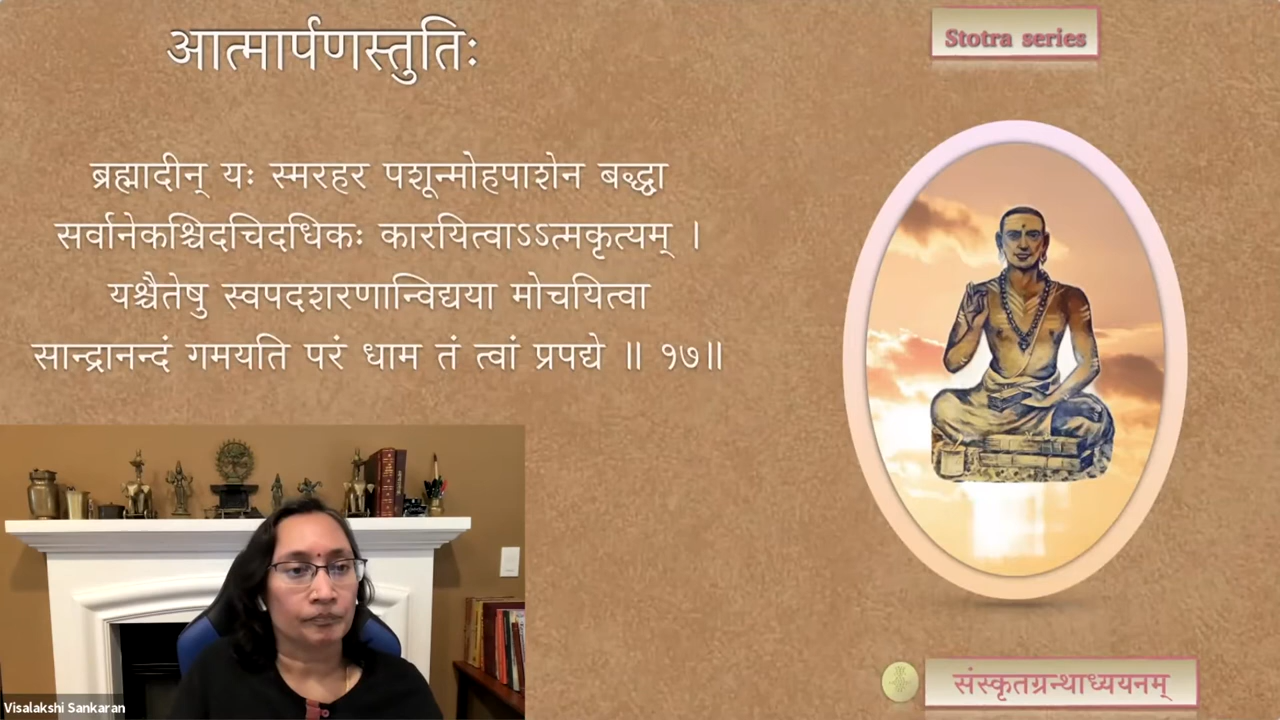 आत्मार्पणस्तुतिः
Stotra series
ब्रह्मादीन् यः स्मरहर पशून्मोहपाशेन बद्ध्वा
सर्वानेकश्चिदचिदधिकः कारयित्वाऽऽत्मकृत्यम् ।
यश्चैतेषु स्वपदशरणान्विद्यया मोचयित्वा
सान्द्रानन्दं गमयति परं धाम तं त्वां प्रपद्ये ॥ १७॥
Visalakshi Sankaran
संस्कृतग्रन्थाध्ययनम्